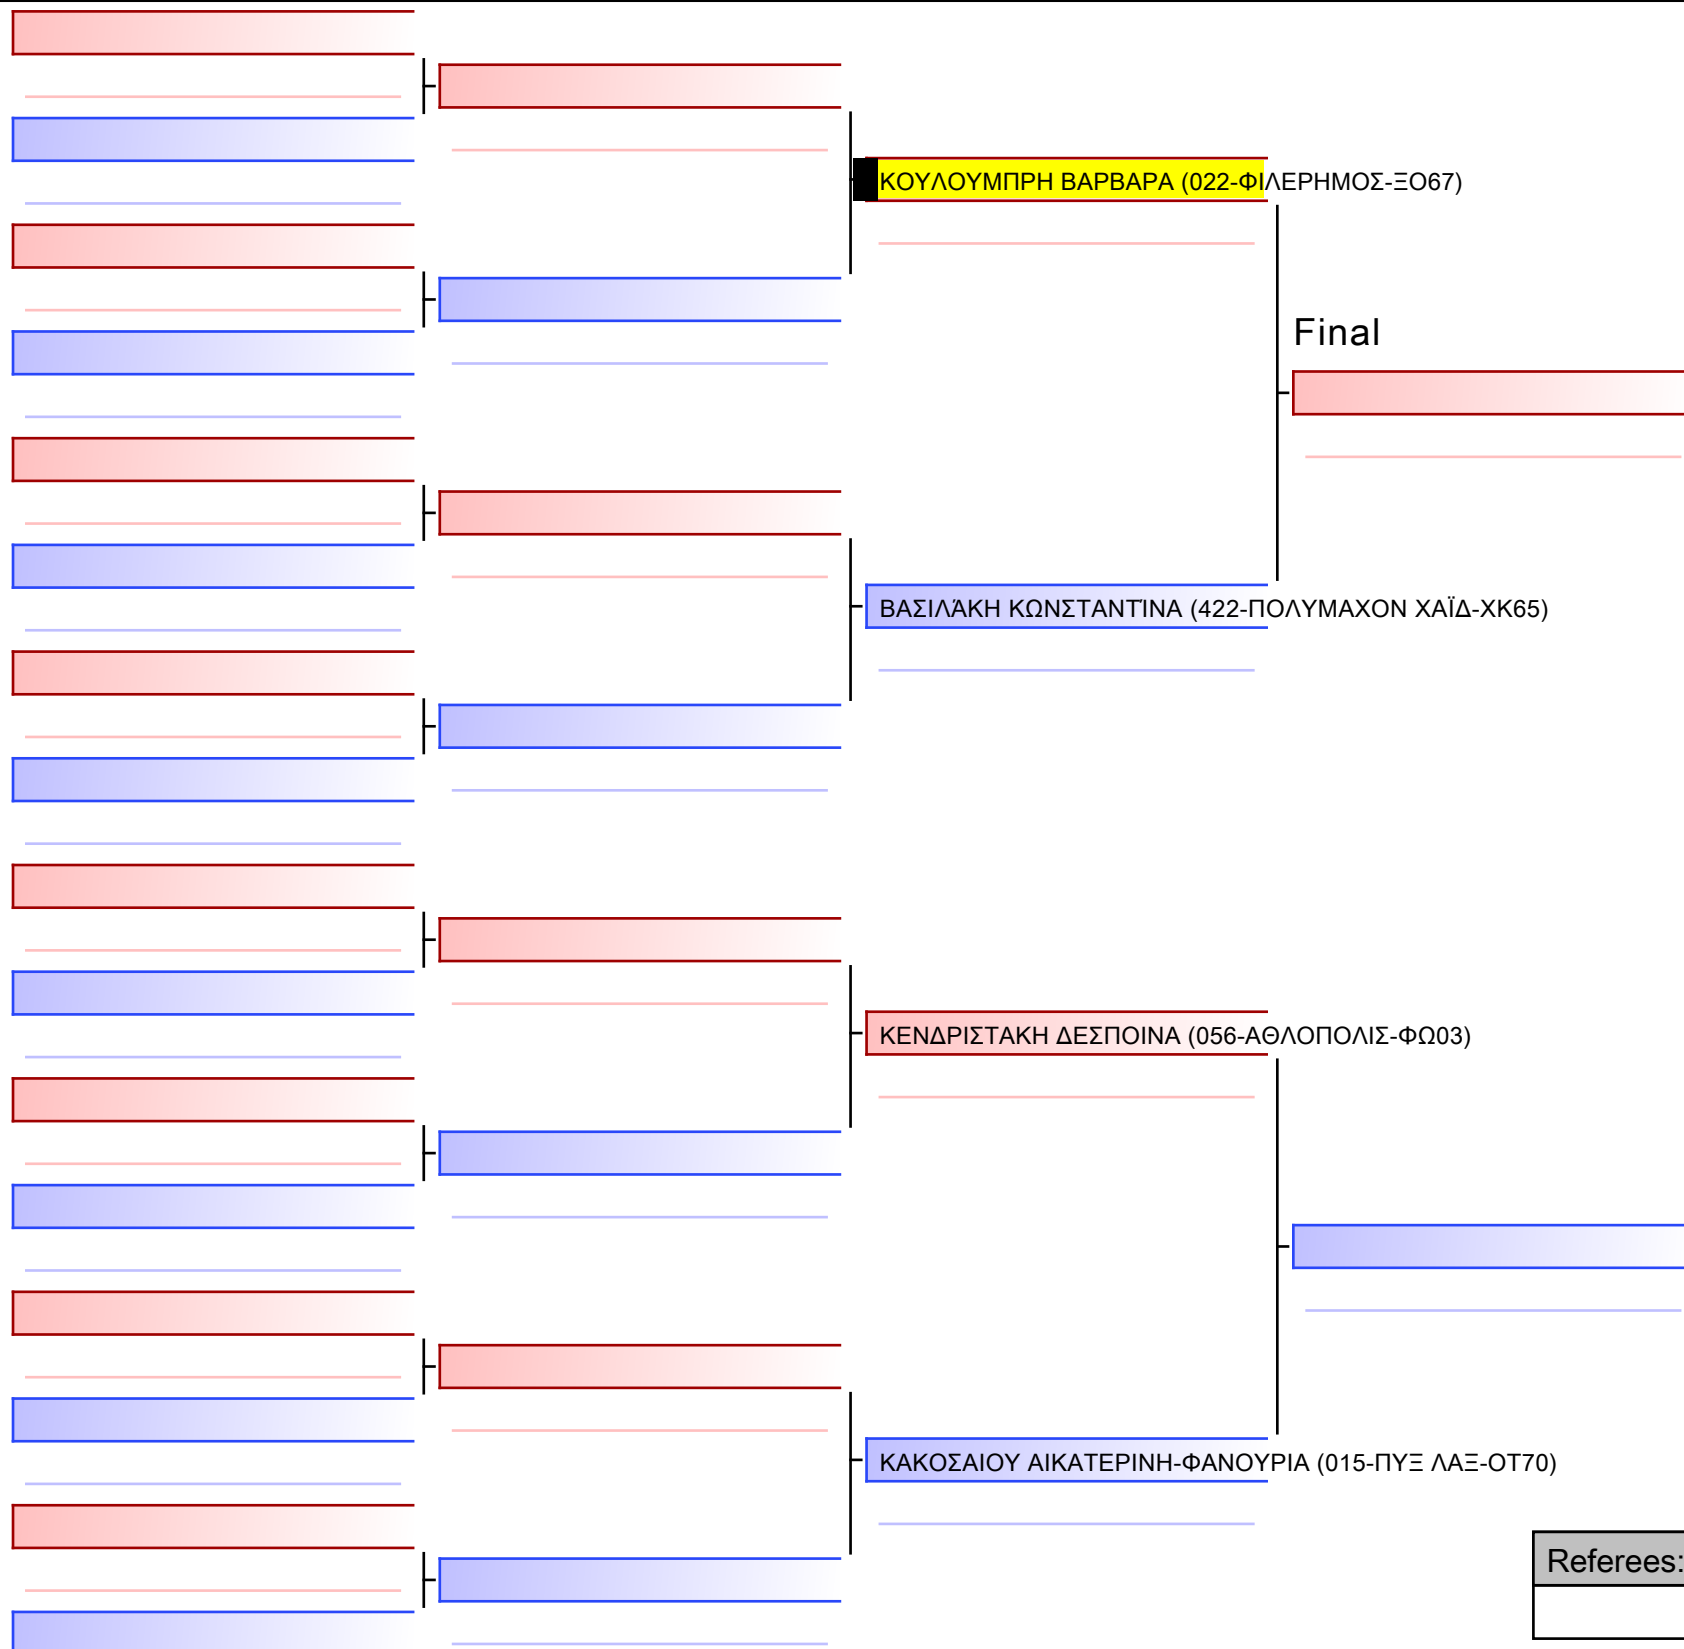 ΚΟΥΛΟΥΜΠΡΗ ΒΑΡΒΑΡΑ (022-ΦΙΛΕΡΗΜΟΣ-ΞΟ67)
Final
ΒΑΣΙΛΆΚΗ ΚΩΝΣΤΑΝΤΊΝΑ (422-ΠΟΛΥΜΑΧΟΝ ΧΑΪΔ-ΧΚ65)
ΚΕΝΔΡΙΣΤΑΚΗ ΔΕΣΠΟΙΝΑ (056-ΑΘΛΟΠΟΛΙΣ-ΦΩ03)
ΚΑΚΟΣΑΙΟΥ ΑΙΚΑΤΕΡΙΝΗ-ΦΑΝΟΥΡΙΑ (015-ΠΥΞ ΛΑΞ-ΟΤ70)
Referees: